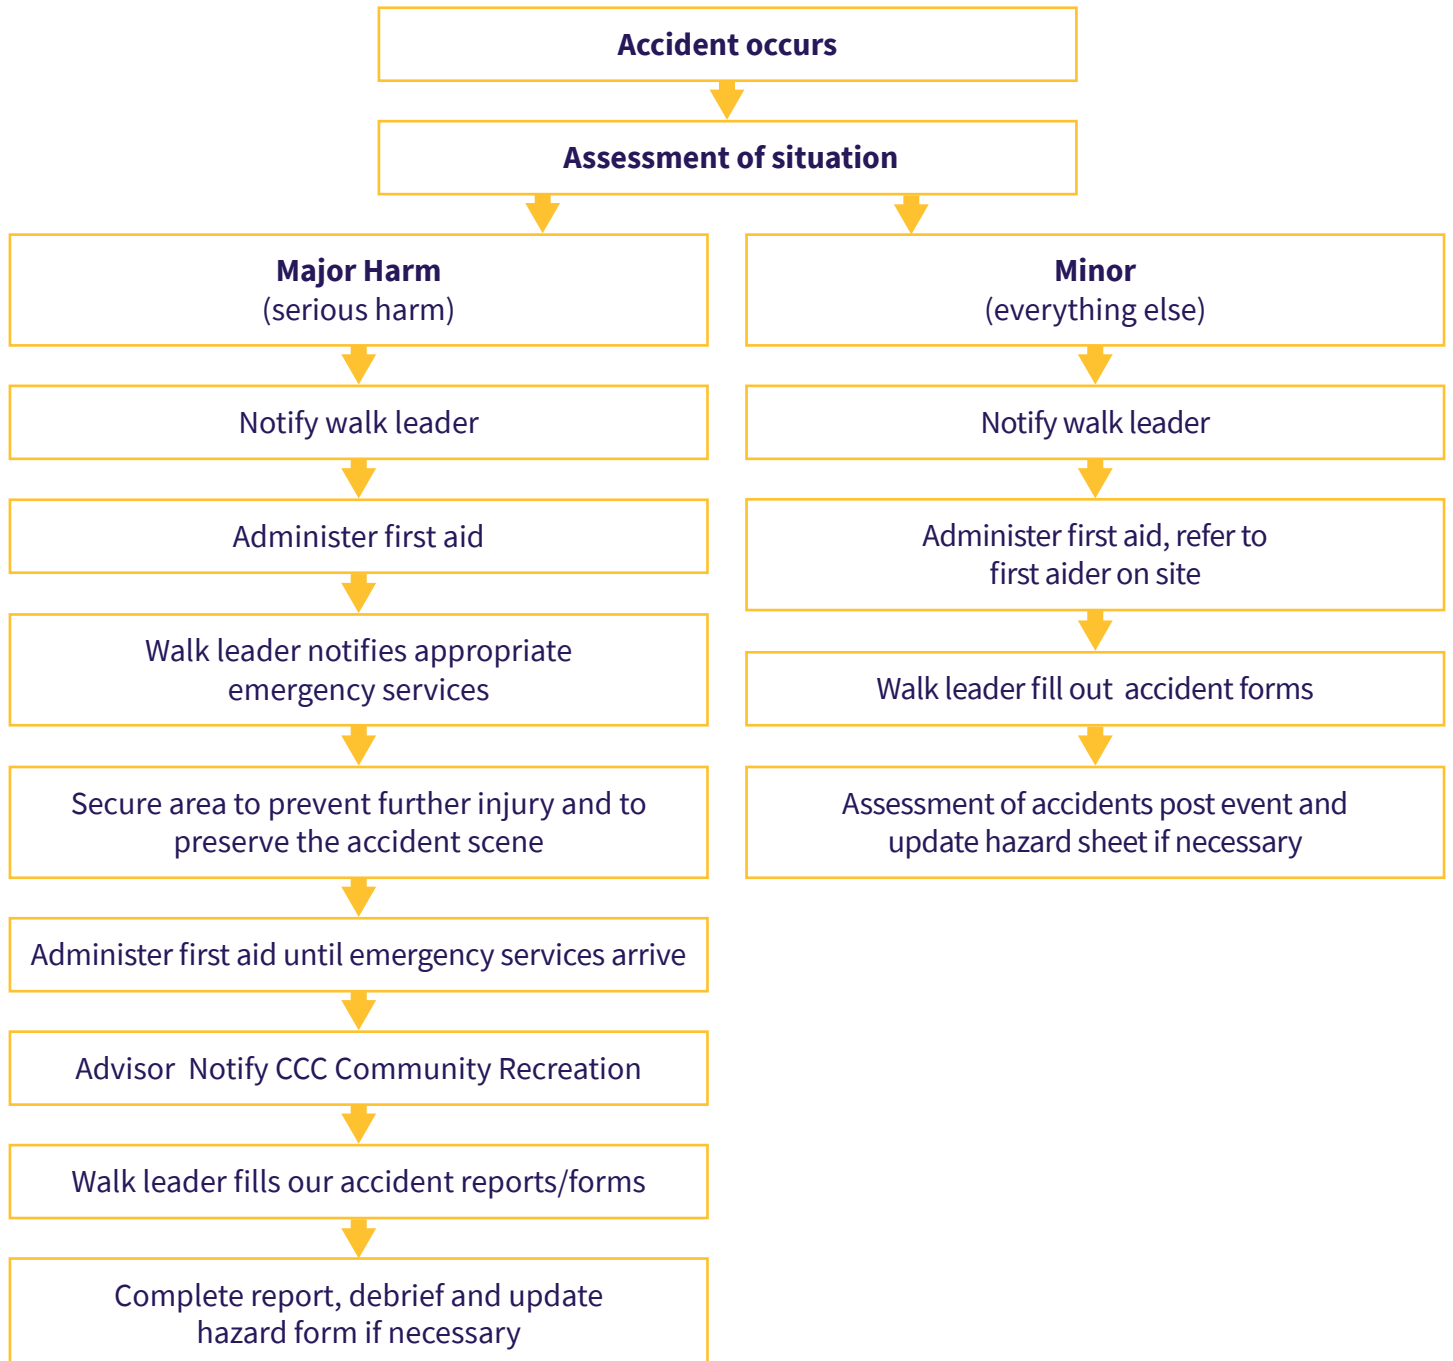 Accident occurs
Assessment of situation
Major Harm
(serious harm)
Notify walk leader
Administer first aid
Walk leader notifies appropriate
emergency services
Secure area to prevent further injury and to
preserve the accident scene
Administer first aid until emergency services arrive
Advisor  Notify CCC Community Recreation
Walk leader fills our accident reports/forms
Complete report, debrief and update
hazard form if necessary
Minor
(everything else)
Notify walk leader
Administer first aid, refer to
first aider on site
Walk leader fill out  accident forms
Assessment of accidents post event and
update hazard sheet if necessary